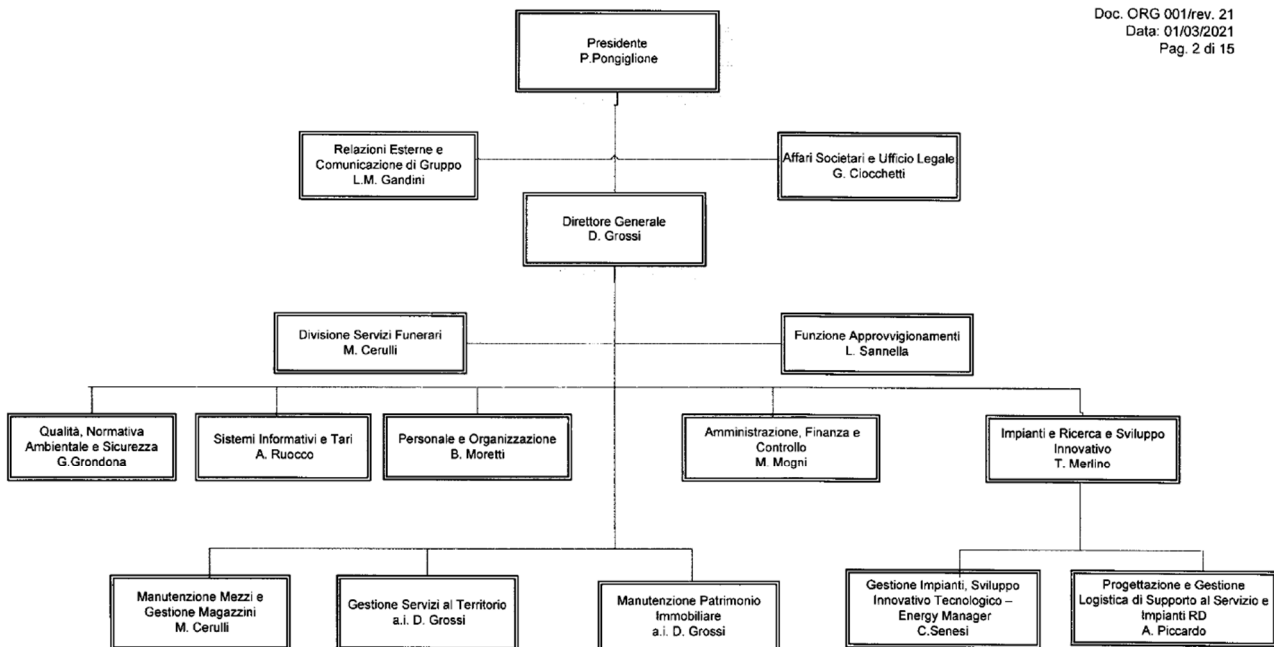 Doc. ORG 001/rev. 21
Data: 01/03/2021
Pag. 2 di 15
Presidente
P.Pongiglione
Relazioni Esterne e
Comunicazione di Gruppo
L.M. Gandini
Affari Societari e Ufficio Legale
G. Ciocchetti
Direttore Generale
D. Grossi
Divisione Servizi Funerari
M. Cerulli
Funzione Approvvigionamenti
L. Sannella
Qualità, Normativa
Ambientale e Sicurezza
G.Grondona
Sistemi Informativi e Tari
A. Ruocco
Personale e Organizzazione
B. Moretti
Amministrazione, Finanza e
Controllo
M. Mogni
Impianti e Ricerca e Sviluppo
Innovativo
T. Merlino
Manutenzione Mezzi e
Gestione Magazzini
M. Cerulli
Gestione Servizi al Territorio
a.i. D. Grossi
Manutenzione Patrimonio
Immobiliare
a.i. D. Grossi
Gestione Impianti, Sviluppo
Innovativo Tecnologico –
Energy Manager
C.Senesi
Progettazione e Gestione
Logistica di Supporto al Servizio e
Impianti RD
A. Piccardo